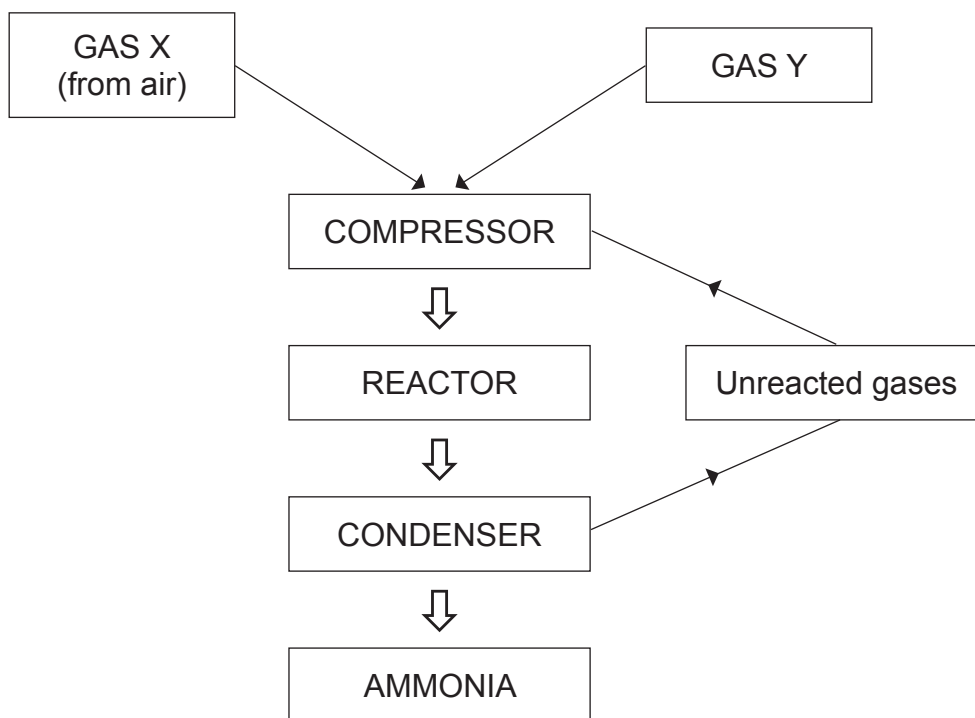 GAS X
(from air)
GAS Y
COMPRESSOR
REACTOR
Unreacted gases
CONDENSER
AMMONIA